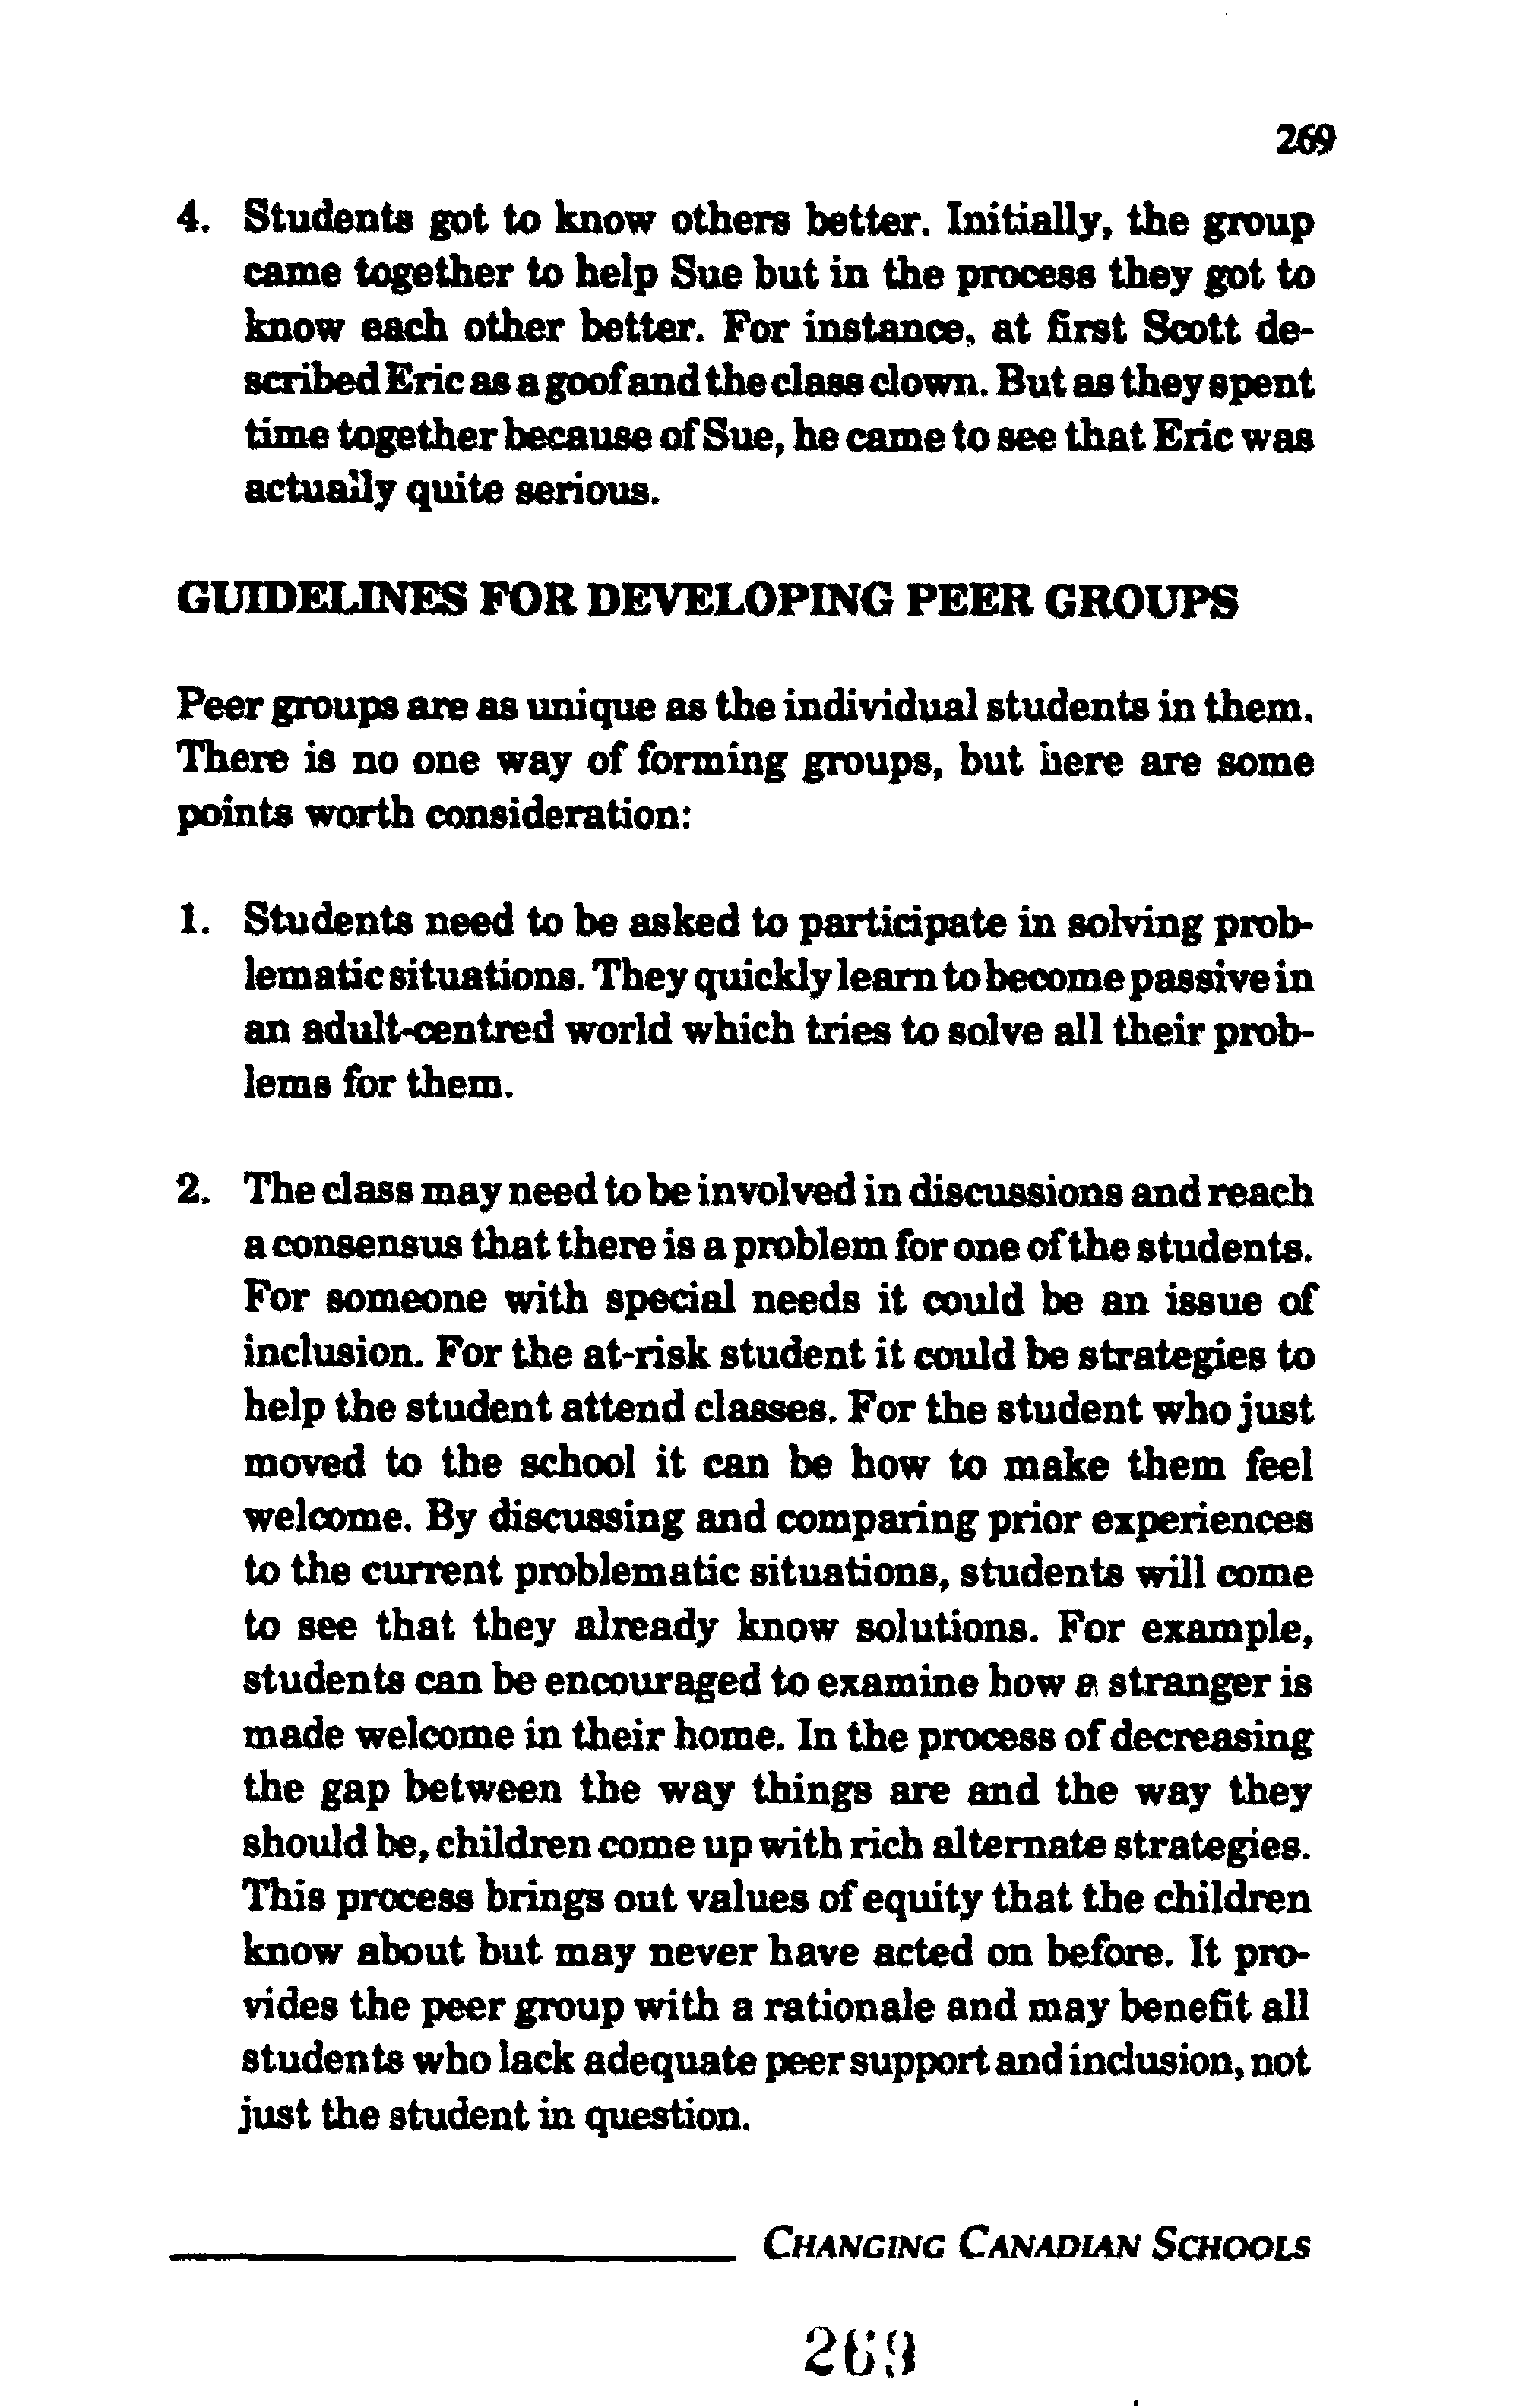 269
4. Students got to know others better. Initially, the group
came together to help Sue but in the process they got to
know each other better. For instance, at first Scott de-
scribed Eric as a goof and the class clown. But as they spent
time together because of Sue, he came to see that Eric was
actually quite serious.
GUIDELINES FOR DEVELOPING PEER GROUPS
Peer groups are as unique as the individual students in them.
There is no one way of forming groups, but here are some
points worth consideration:
1. Students need to be asked to participate in solving prob-
lematic situations. They quickly learn to become passive in
an adult-centred world which tries to solve all their prob-
lems for them.
2. The class may need to be involved in discussions and reach
a consensus that there is a problem for one of the students.
For someone with special needs it could be an issue of
inclusion. For the at-risk student it could be strategies to
help the student attend classes. For the student who just
moved to the school it can be how to make them feel
welcome. By discussing and comparing prior experiences
to the current problematic situations, students will come
to see that they already know solutions. For example,
students can be encouraged to examine how a stranger is
made welcome in their home. In the process of decreasing
the gap between the way things are and the way they
should be, children come up with rich alternate strategies.
This process brings out values of equity that the children
know about but may never have acted on before. It pro-
vides the peer group with a rationale and may benefit all
students who lack adequate peer support and inclusion, not
just the student in question.
CHANGING CANADIAN SCHOOLS
269